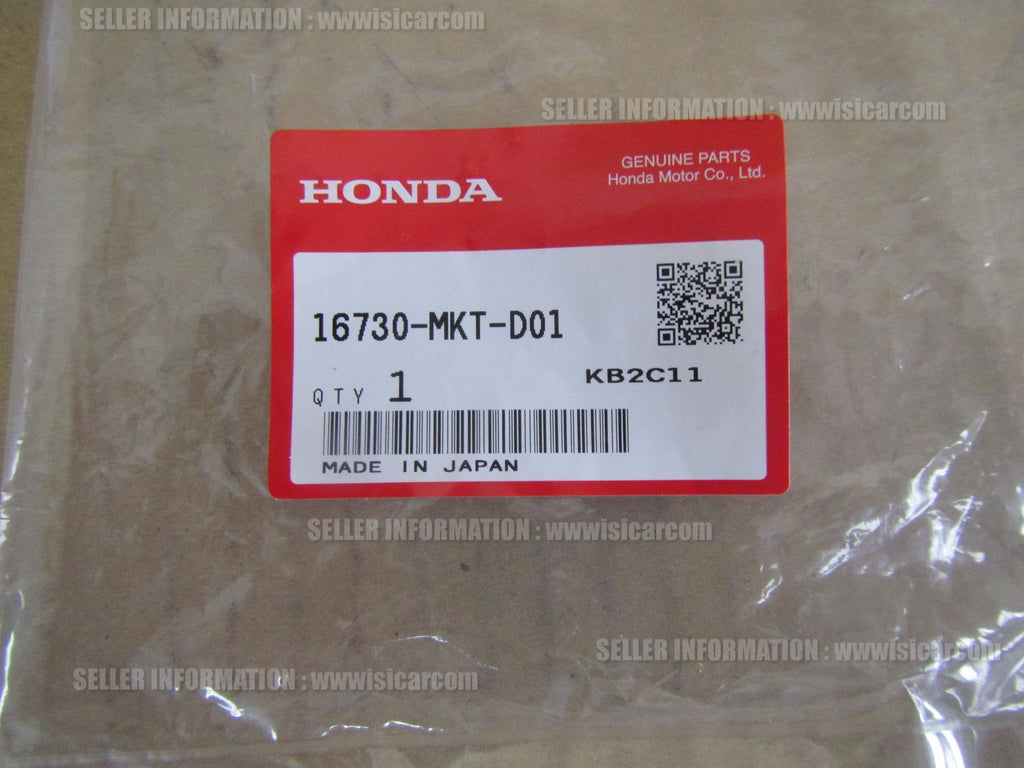 SELLER INFORMATION : wwwisicarcom
SELLER INFORMATION : wwwisicarcom
GENUINE PARTS
Honda Motor Co., Ltd.
HONDA
16730-MKT-D01
KB2C11
QTY 1
MADE IN JAPAN
SELLER INFORMATION : wwwisicarcom
SELLER INFORMATION : wwwisicarcom
SELLER INFORMATION : wwwisicarcom